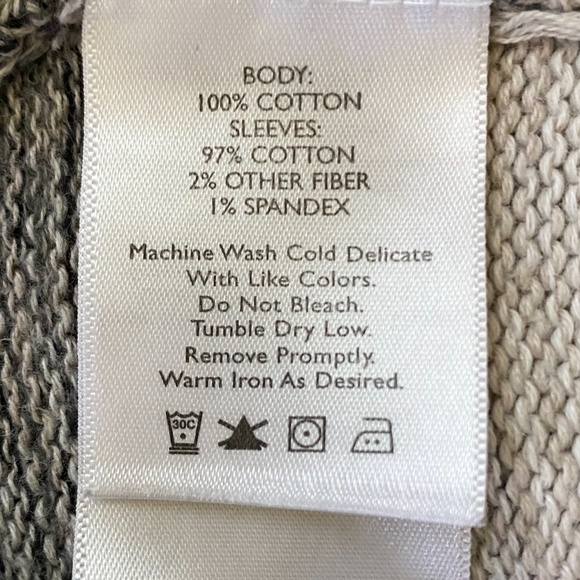 BODY:
100% COTTON
SLEEVES:
97% COTTON
2% OTHER FIBER
1% SPANDEX
Machine Wash Cold Delicate
With Like Colors.
Do Not Bleach.
Tumble Dry Low.
Remove Promptly.
Warm Iron As Desired.
30C